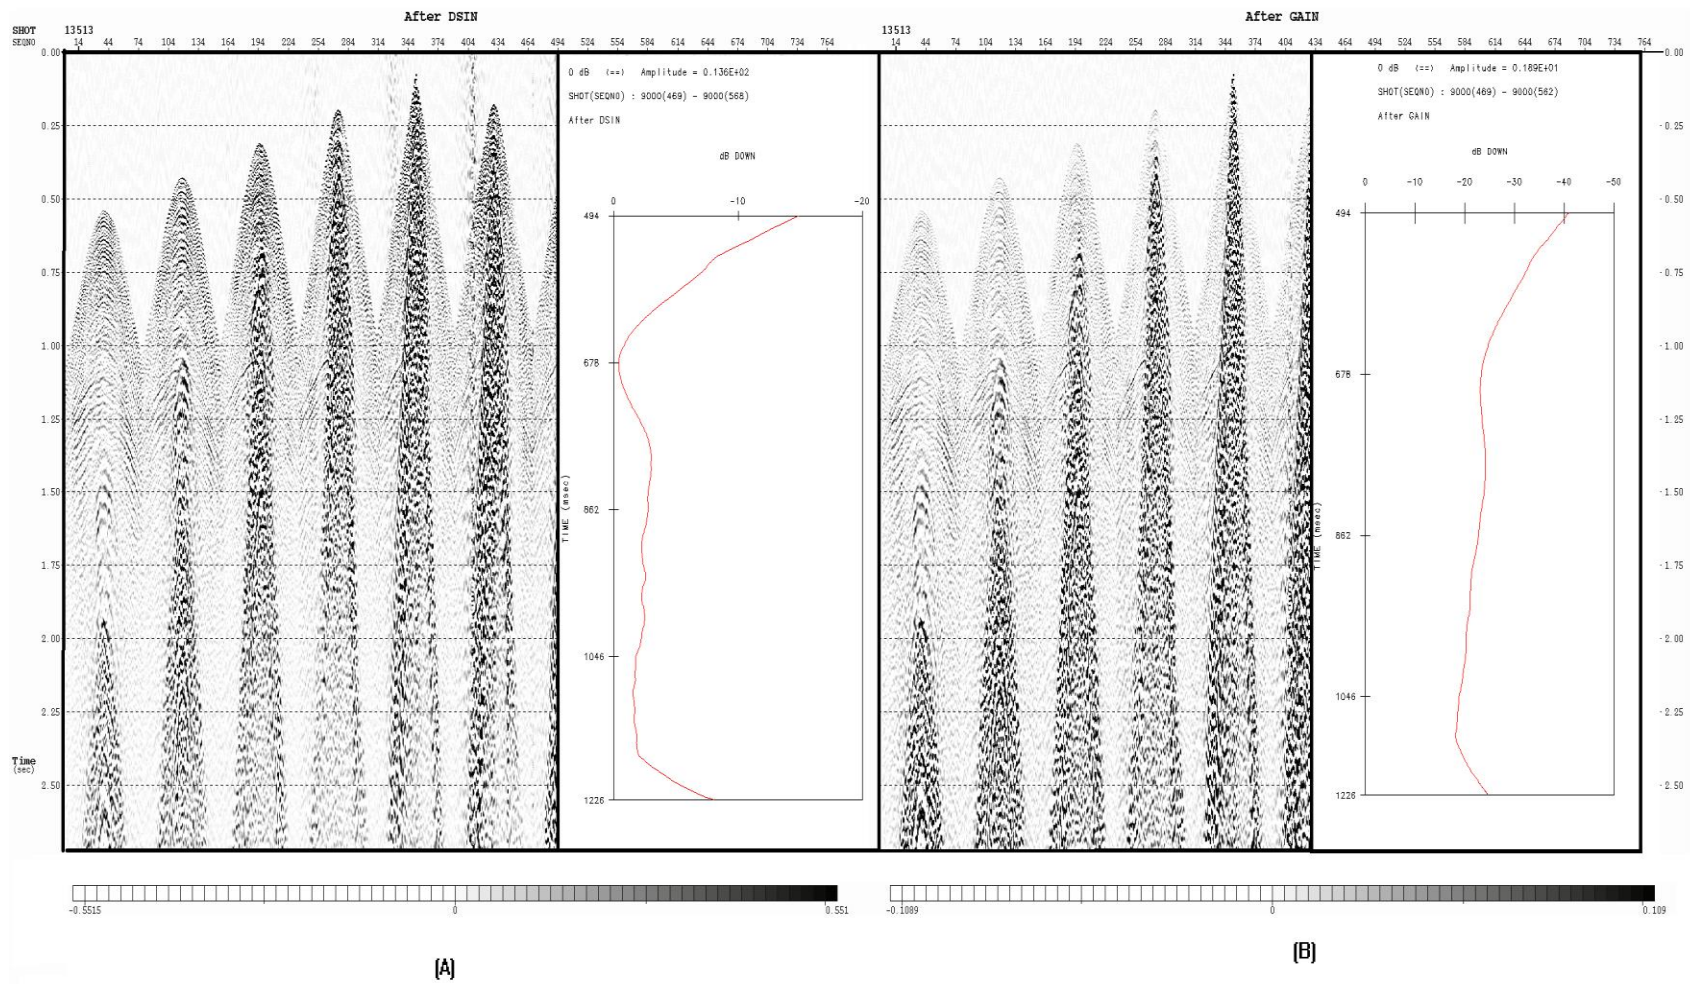 After DSIN
After GAIN
SHOT 13513
SEQNO 14 44 74 104 134 164 194 224 254 284 314 344 374 404 434 464 494 524 554 584 614 644 674 704 734 764
13513
14 44 74 104 134 164 194 224 254 284 314 344 374 404 434 464 494 524 554 584 614 644 674 704 734 764
0.00
0.25
0.50
0.75
1.00
1.25
1.50
1.75
2.00
2.25
Time
(sec)
2.50
0 dB (==) Amplitude = 0.136E+02
SHOT(SEQNO) : 9000(469) - 9000(568)
After DSIN
dB DOWN
0 -10 -20
494
678
862
1046
1226
TIME (msec)
0 dB (==) Amplitude = 0.189E+01
SHOT(SEQNO) : 9000(469) - 9000(562)
After GAIN
dB DOWN
0 -10 -20 -30 -40 -50
494
678
862
1046
1226
TIME (msec)
0.00
0.25
0.50
0.75
1.00
1.25
1.50
1.75
2.00
2.25
2.50
-0.5515 0 0.551
-0.1089 0 0.109
(A)
(B)